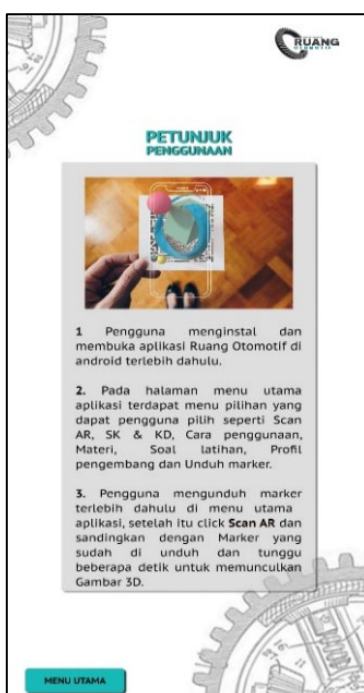 RUANG
OTOMOTIF
PETUNJUK
PENGGUNAAN
1 Pengguna menginstal dan
membuka aplikasi Ruang Otomotif di
android terlebih dahulu.
2. Pada halaman menu utama
aplikasi terdapat menu pilihan yang
dapat pengguna pilih seperti Scan
AR, SK & KD, Cara penggunaan,
Materi, Soal latihan, Profil
pengembang dan Unduh marker.
3. Pengguna mengunduh marker
terlebih dahulu di menu utama
aplikasi, setelah itu click Scan AR dan
sandingkan dengan Marker yang
sudah di unduh dan tunggu
beberapa detik untuk memunculkan
Gambar 3D.
MENU UTAMA